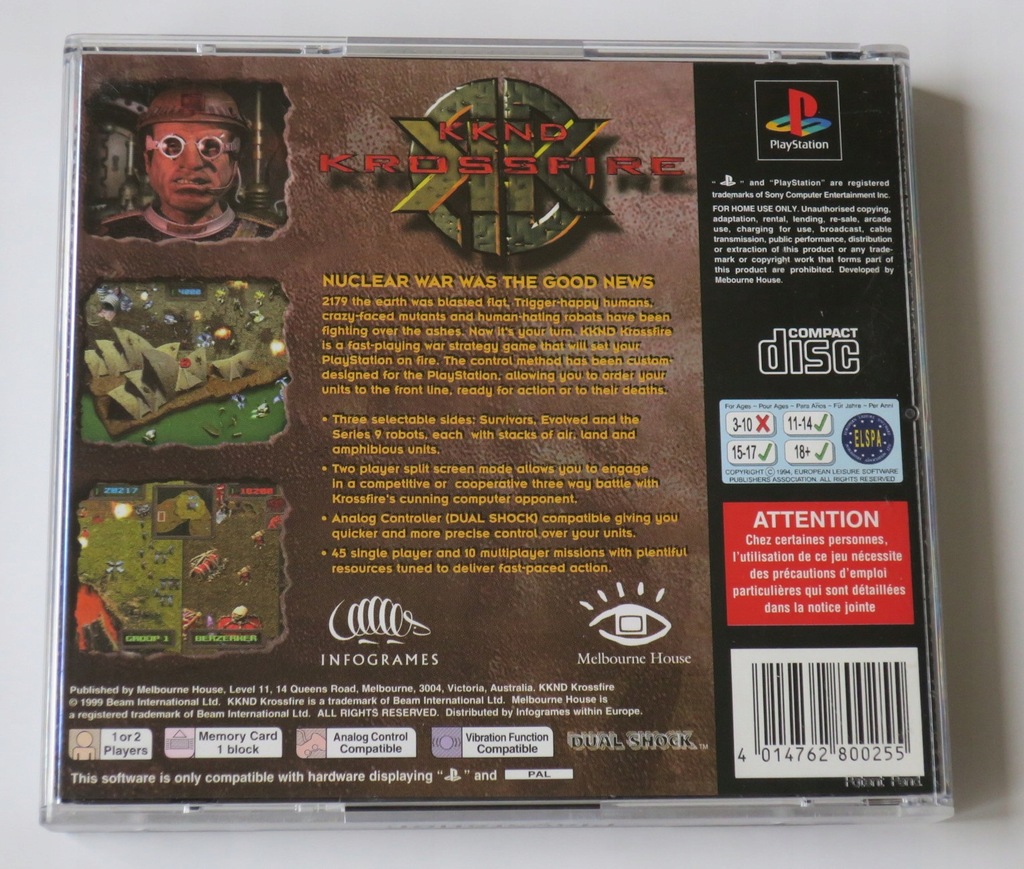 KKND
KROSSFIRE
NUCLEAR WAR WAS THE GOOD NEWS
2179 the earth was blasted flat. Trigger-happy humans,
crazy-faced mutants and human-hating robots have been
fighting over the ashes. Now it's your turn. KKND Krossfire
is a fast-playing war strategy game that will set your
PlayStation on fire. The control method has been custom-
designed for the PlayStation, allowing you to order your
units to the front line, ready for action or to their deaths.
• Three selectable sides: Survivors, Evolved and the
Series 9 robots, each with stacks of air, land and
amphibious units.
• Two player split screen mode allows you to engage
in a competitive or cooperative three way battle with
Krossfire's cunning computer opponent.
• Analog Controller (DUAL SHOCK) compatible giving you
quicker and more precise control over your units.
• 45 single player and 10 multiplayer missions with plentiful
resources tuned to deliver fast-paced action.
4000
20217
GROUP 1
BERZERKER
INFOGRAMES
Melbourne House
Published by Melbourne House, Level 11, 14 Queens Road, Melbourne, 3004, Victoria, Australia. KKND Krossfire
© 1999 Beam International Ltd. KKND Krossfire is a trademark of Beam International Ltd. Melbourne House is
a registered trademark of Beam International Ltd. ALL RIGHTS RESERVED. Distributed by Infogrames within Europe.
1 or 2
Players
Memory Card
1 block
Analog Control
Compatible
Vibration Function
Compatible
DUAL SHOCK™
This software is only compatible with hardware displaying " " and PAL
PlayStation
" " and "PlayStation" are registered
trademarks of Sony Computer Entertainment Inc.
FOR HOME USE ONLY. Unauthorised copying,
adaptation, rental, lending, re-sale, arcade
use, charging for use, broadcast, cable
transmission, public performance, distribution
or extraction of this product or any trade-
mark or copyright work that forms part of
this product are prohibited. Developed by
Mebourne House.
COMPACT
disc
For Ages - Pour Ages - Para Años - Für Jahre - Per Anni
3-10 11-14
15-17 18+
ELSPA
COPYRIGHT © 1994, EUROPEAN LEISURE SOFTWARE
PUBLISHERS ASSOCIATION. ALL RIGHTS RESERVED
ATTENTION
Chez certaines personnes,
l'utilisation de ce jeu nécessite
des précautions d'emploi
particulières qui sont détaillées
dans la notice jointe
4 014762 800255
Patent Pend.